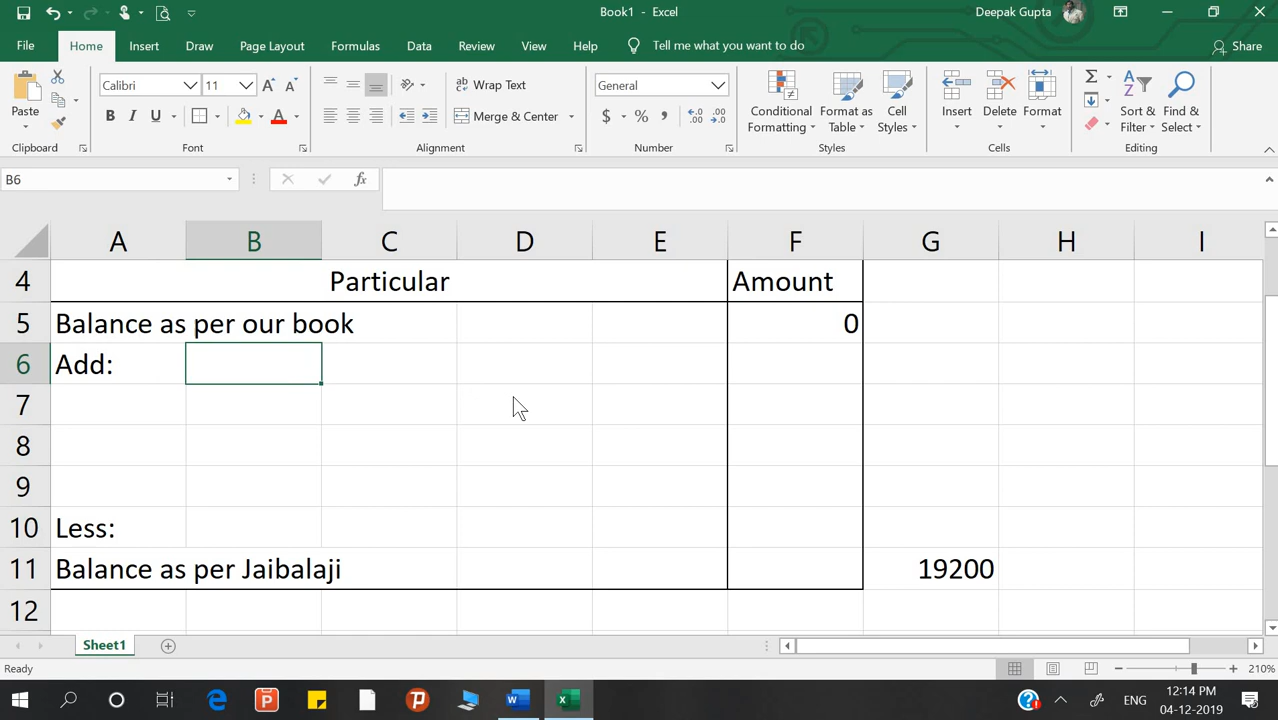 Book1 - Excel
Deepak Gupta
File Home Insert Draw Page Layout Formulas Data Review View Help Tell me what you want to do Share
Paste
Calibri 11
B I U A
Wrap Text
Merge & Center
General
$ % ,
Conditional Formatting
Format as Table
Cell Styles
Insert
Delete
Format
Sort & Filter
Find & Select
Clipboard Font Alignment Number Styles Cells Editing
B6 fx
A B C D E F G H I
4 Particular Amount
5 Balance as per our book 0
6 Add:
7
8
9
10 Less:
11 Balance as per Jaibalaji 19200
12
Sheet1
Ready 210%
ENG 12:14 PM
04-12-2019